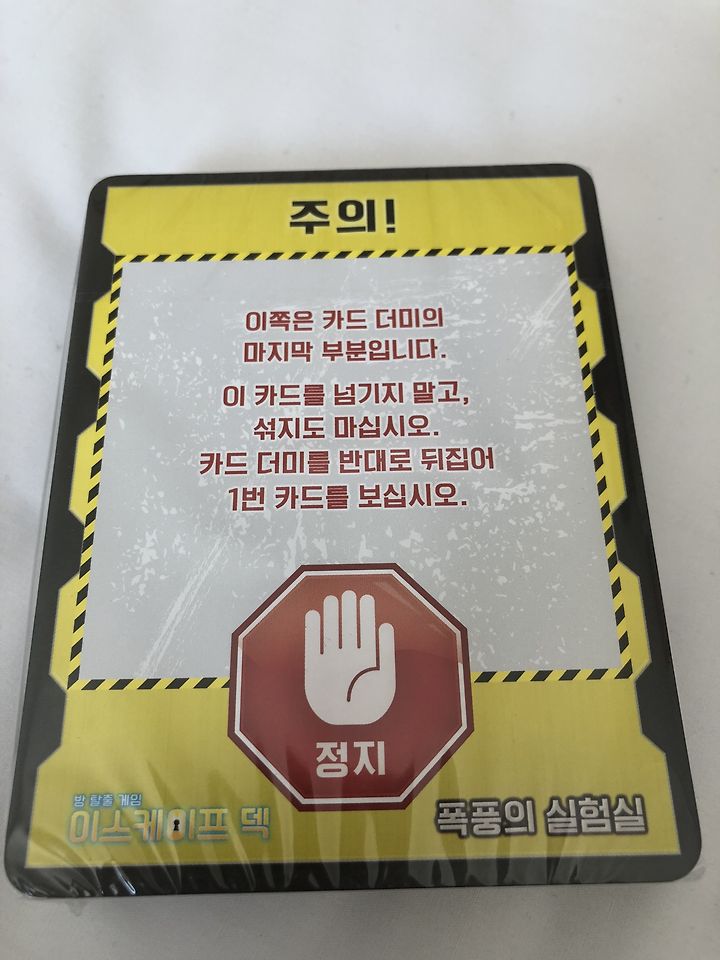 주의!
이쪽은 카드 더미의
마지막 부분입니다.
이 카드를 넘기지 말고,
섞지도 마십시오.
카드 더미를 반대로 뒤집어
1번 카드를 보십시오.
정지
방 탈출 게임
이스케이프 덱
폭풍의 실험실